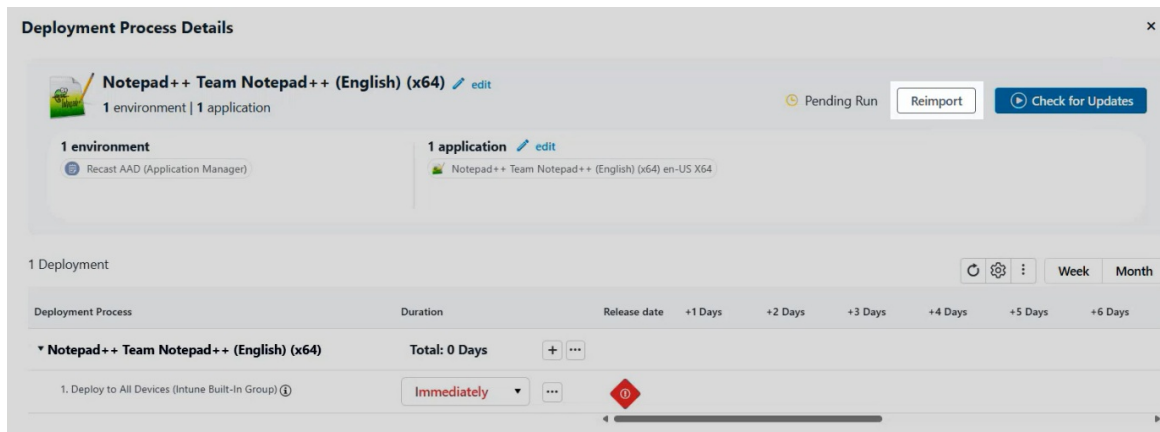 Deployment Process Details
Notepad++ Team Notepad++ (English) (x64) edit
1 environment | 1 application
Pending Run
Reimport
Check for Updates
1 environment
Recast AAD (Application Manager)
1 application edit
Notepad++ Team Notepad++ (English) (x64) en-US X64
1 Deployment
Week Month
Deployment Process Duration Release date +1 Days +2 Days +3 Days +4 Days +5 Days +6 Days
Notepad++ Team Notepad++ (English) (x64) Total: 0 Days
1. Deploy to All Devices (Intune Built-In Group) Immediately